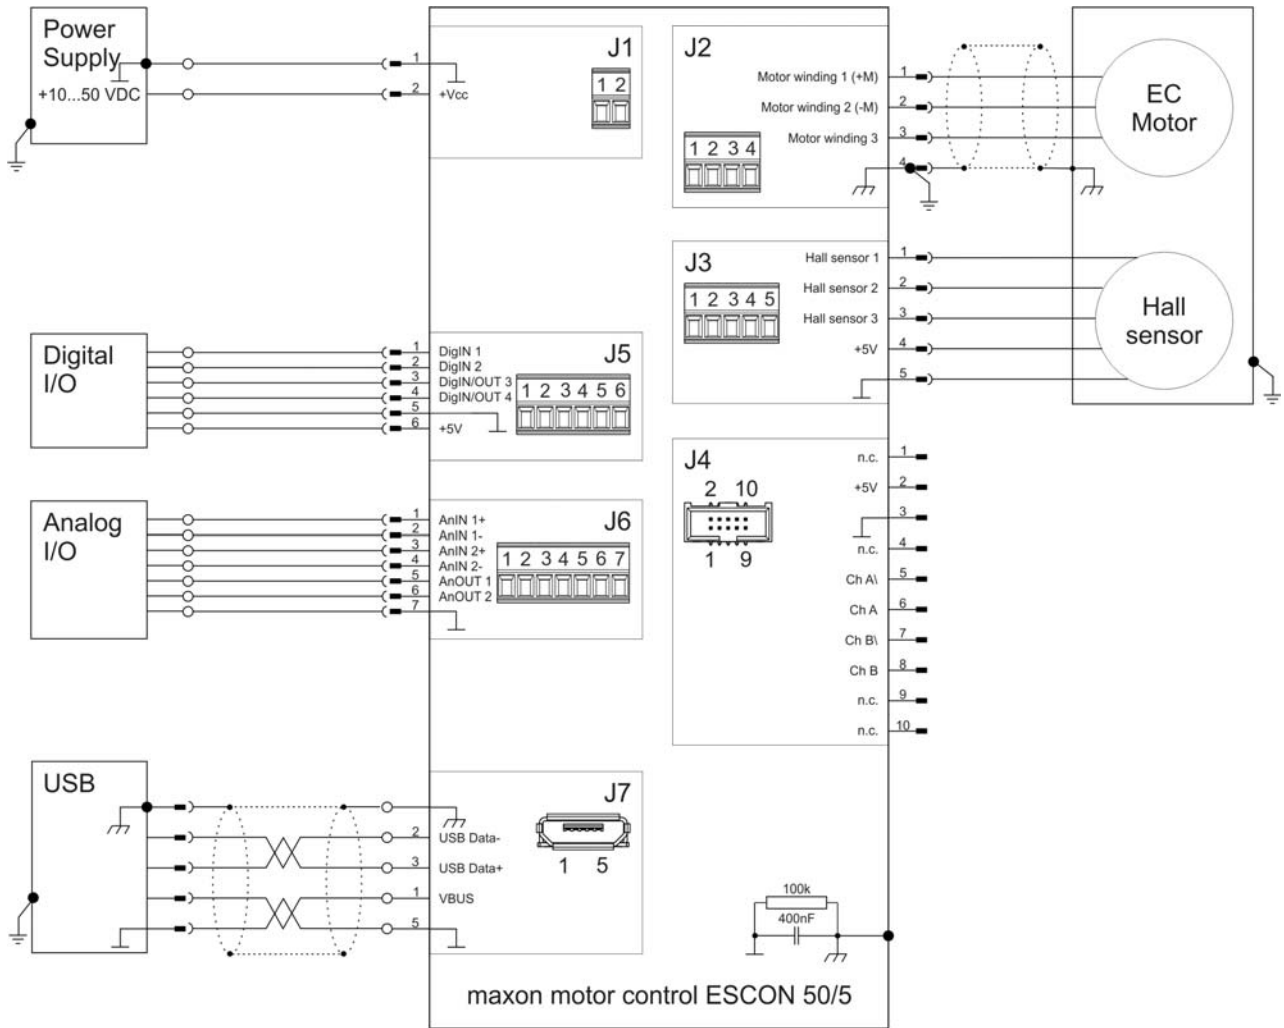 Power
Supply
+10...50 VDC
1
2
+Vcc
J1
1 2
J2
1 2 3 4
Motor winding 1 (+M)
1
Motor winding 2 (-M)
2
Motor winding 3
3
4
EC
Motor
J3
1 2 3 4 5
Hall sensor 1
1
Hall sensor 2
2
Hall sensor 3
3
+5V
4
5
Hall
sensor
Digital
I/O
1
DigIN 1
2
DigIN 2
3
DigIN/OUT 3
4
DigIN/OUT 4
5
6
+5V
J5
1 2 3 4 5 6
J4
2 10
1 9
n.c.
1
+5V
2
3
n.c.
4
Ch A\
5
Ch A
6
Ch B\
7
Ch B
8
n.c.
9
n.c.
10
Analog
I/O
1
AnIN 1+
2
AnIN 1-
3
AnIN 2+
4
AnIN 2-
5
AnOUT 1
6
AnOUT 2
7
J6
1 2 3 4 5 6 7
USB
2
USB Data-
3
USB Data+
1
VBUS
5
J7
1 5
100k
400nF
maxon motor control ESCON 50/5